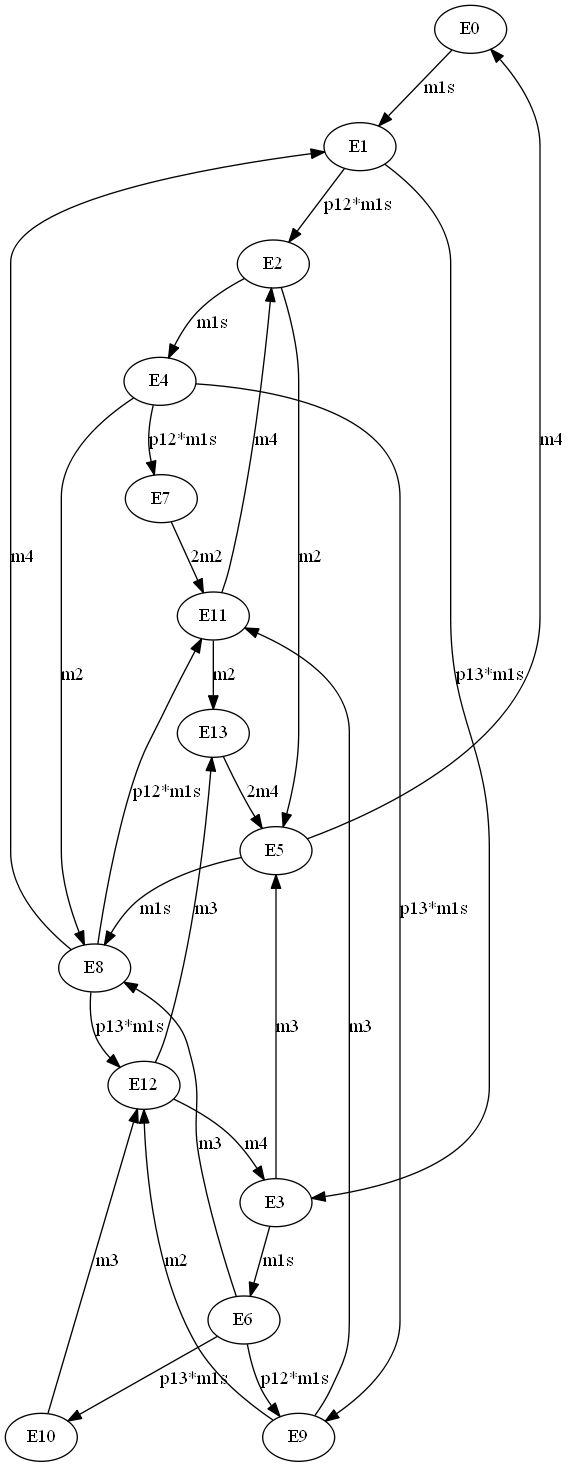 E0
m1s
E1
p12*m1s
E2
m1s
E4
p12*m1s
E7
2m2
m4
m2
m4
m4
E11
m2
m2
p13*m1s
E13
p12*m1s
2m4
E5
m1s
m3
p13*m1s
E8
p13*m1s
m3
m3
E12
m3
m4
E3
m3
m2
m1s
E6
p13*m1s
p12*m1s
E10
E9